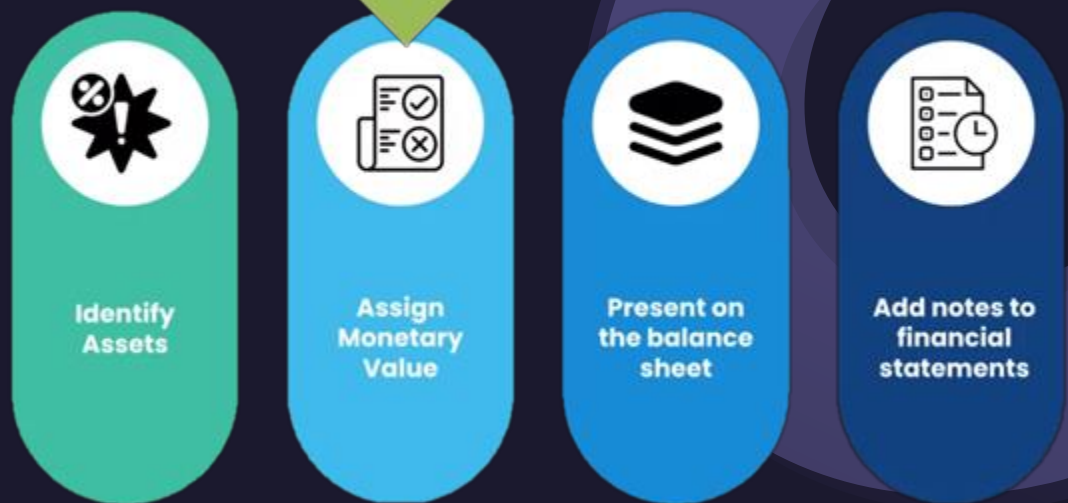 Identify
Assets
Assign
Monetary
Value
Present on
the balance
sheet
Add notes to
financial
statements